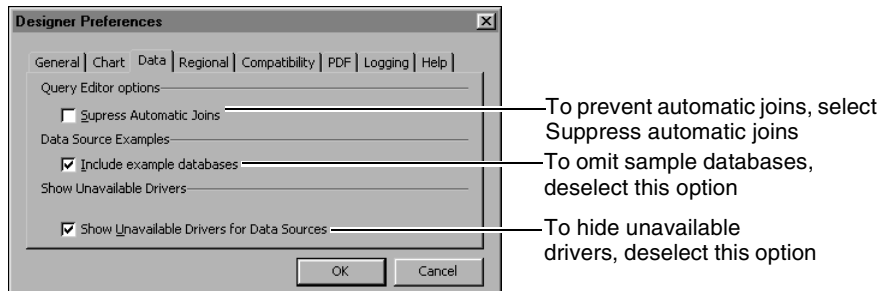 Designer Preferences
General Chart Data Regional Compatibility PDF Logging Help
Query Editor options
Supress Automatic Joins
To prevent automatic joins, select
Suppress automatic joins
Data Source Examples
Include example databases
To omit sample databases,
deselect this option
Show Unavailable Drivers
Show Unavailable Drivers for Data Sources
To hide unavailable
drivers, deselect this option
OK Cancel